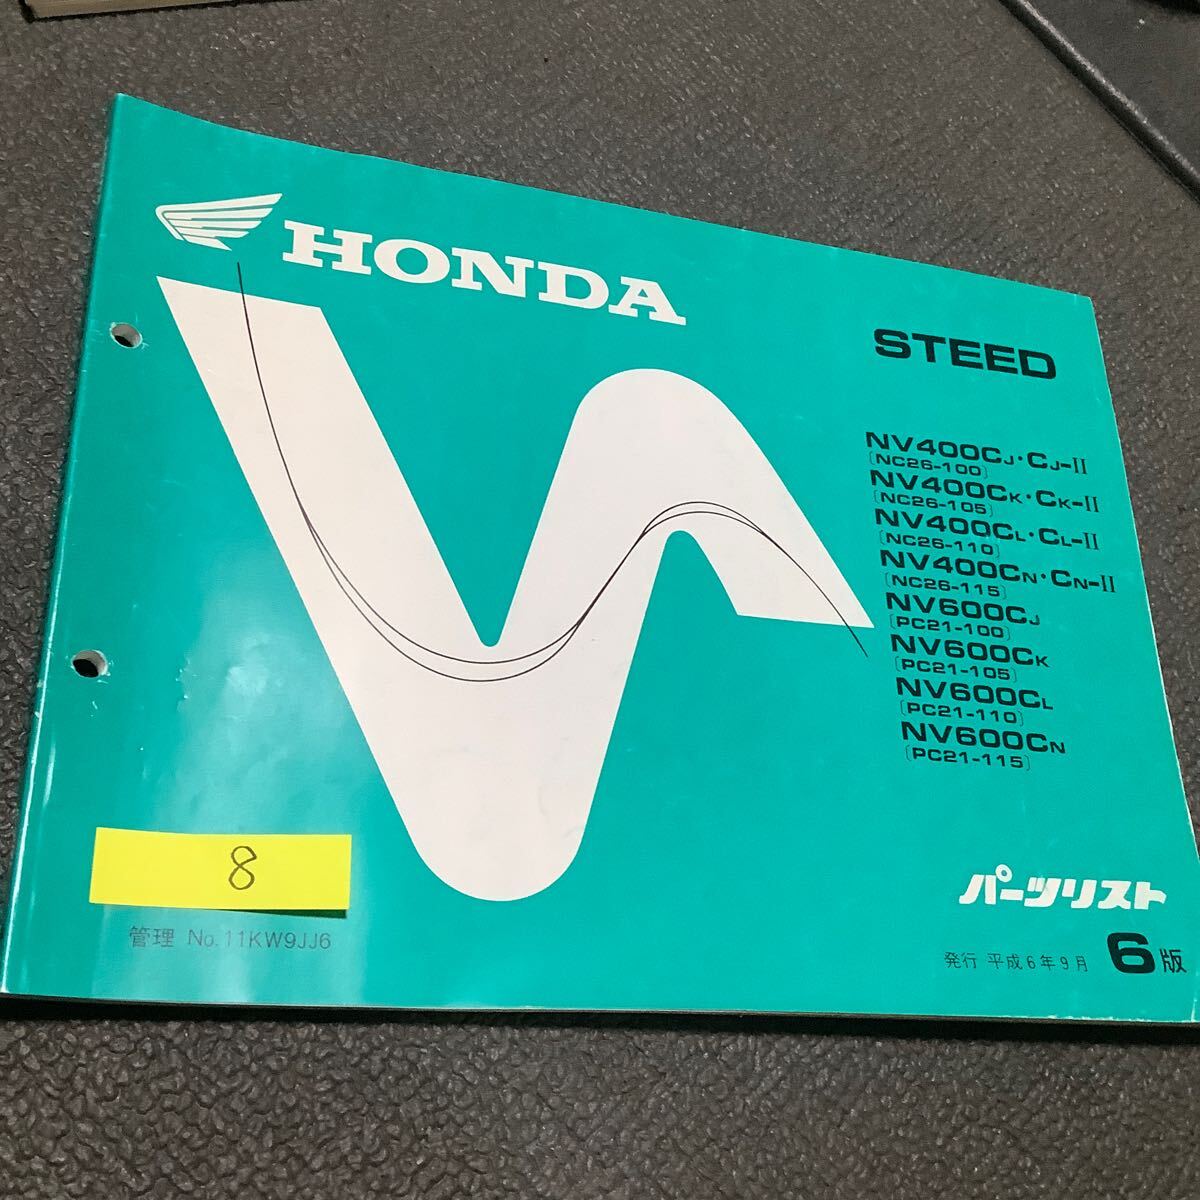 HONDA
STEED
NV400CJ・CJ-II
〔NC26-100〕
NV400CK・CK-II
〔NC26-105〕
NV400CL・CL-II
〔NC26-110〕
NV400CN・CN-II
〔NC26-115〕
NV600CJ
〔PC21-100〕
NV600CK
〔PC21-105〕
NV600CL
〔PC21-110〕
NV600CN
〔PC21-115〕
8
管理 No.11KW9JJ6
パーツリスト
発行 平成6年9月 6版